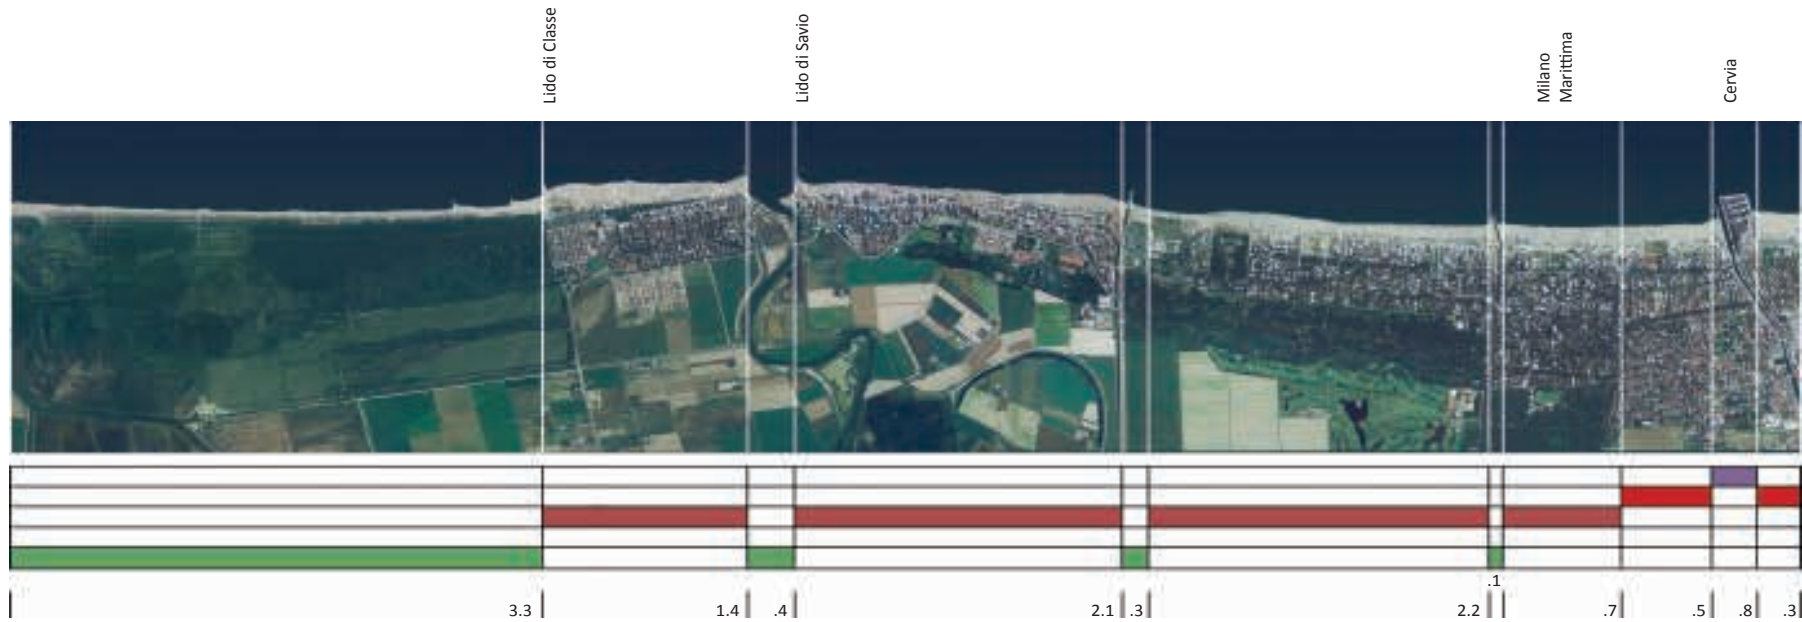 Lido di Classe
Lido di Savio
Milano
Marittima
Cervia
.1
3.3
1.4
.4
2.1
.3
2.2
.7
.5
.8
.3